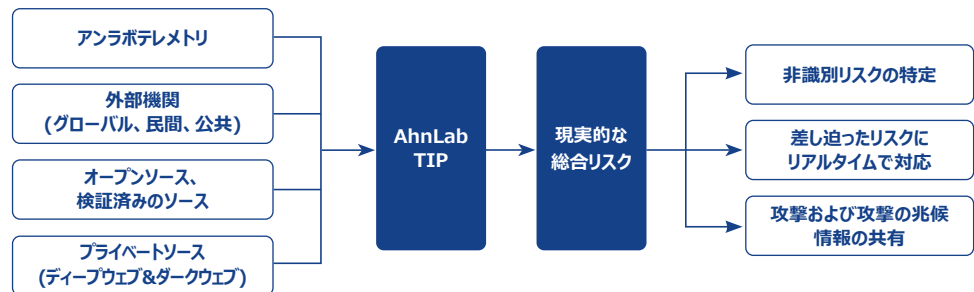 アンラボテレメトリ
外部機関
(グローバル、民間、公共)
オープンソース、
検証済みのソース
プライベートソース
(ディープウェブ&ダークウェブ)
AhnLab
TIP
現実的な
総合リスク
非識別リスクの特定
差し迫ったリスクに
リアルタイムで対応
攻撃および攻撃の兆候
情報の共有